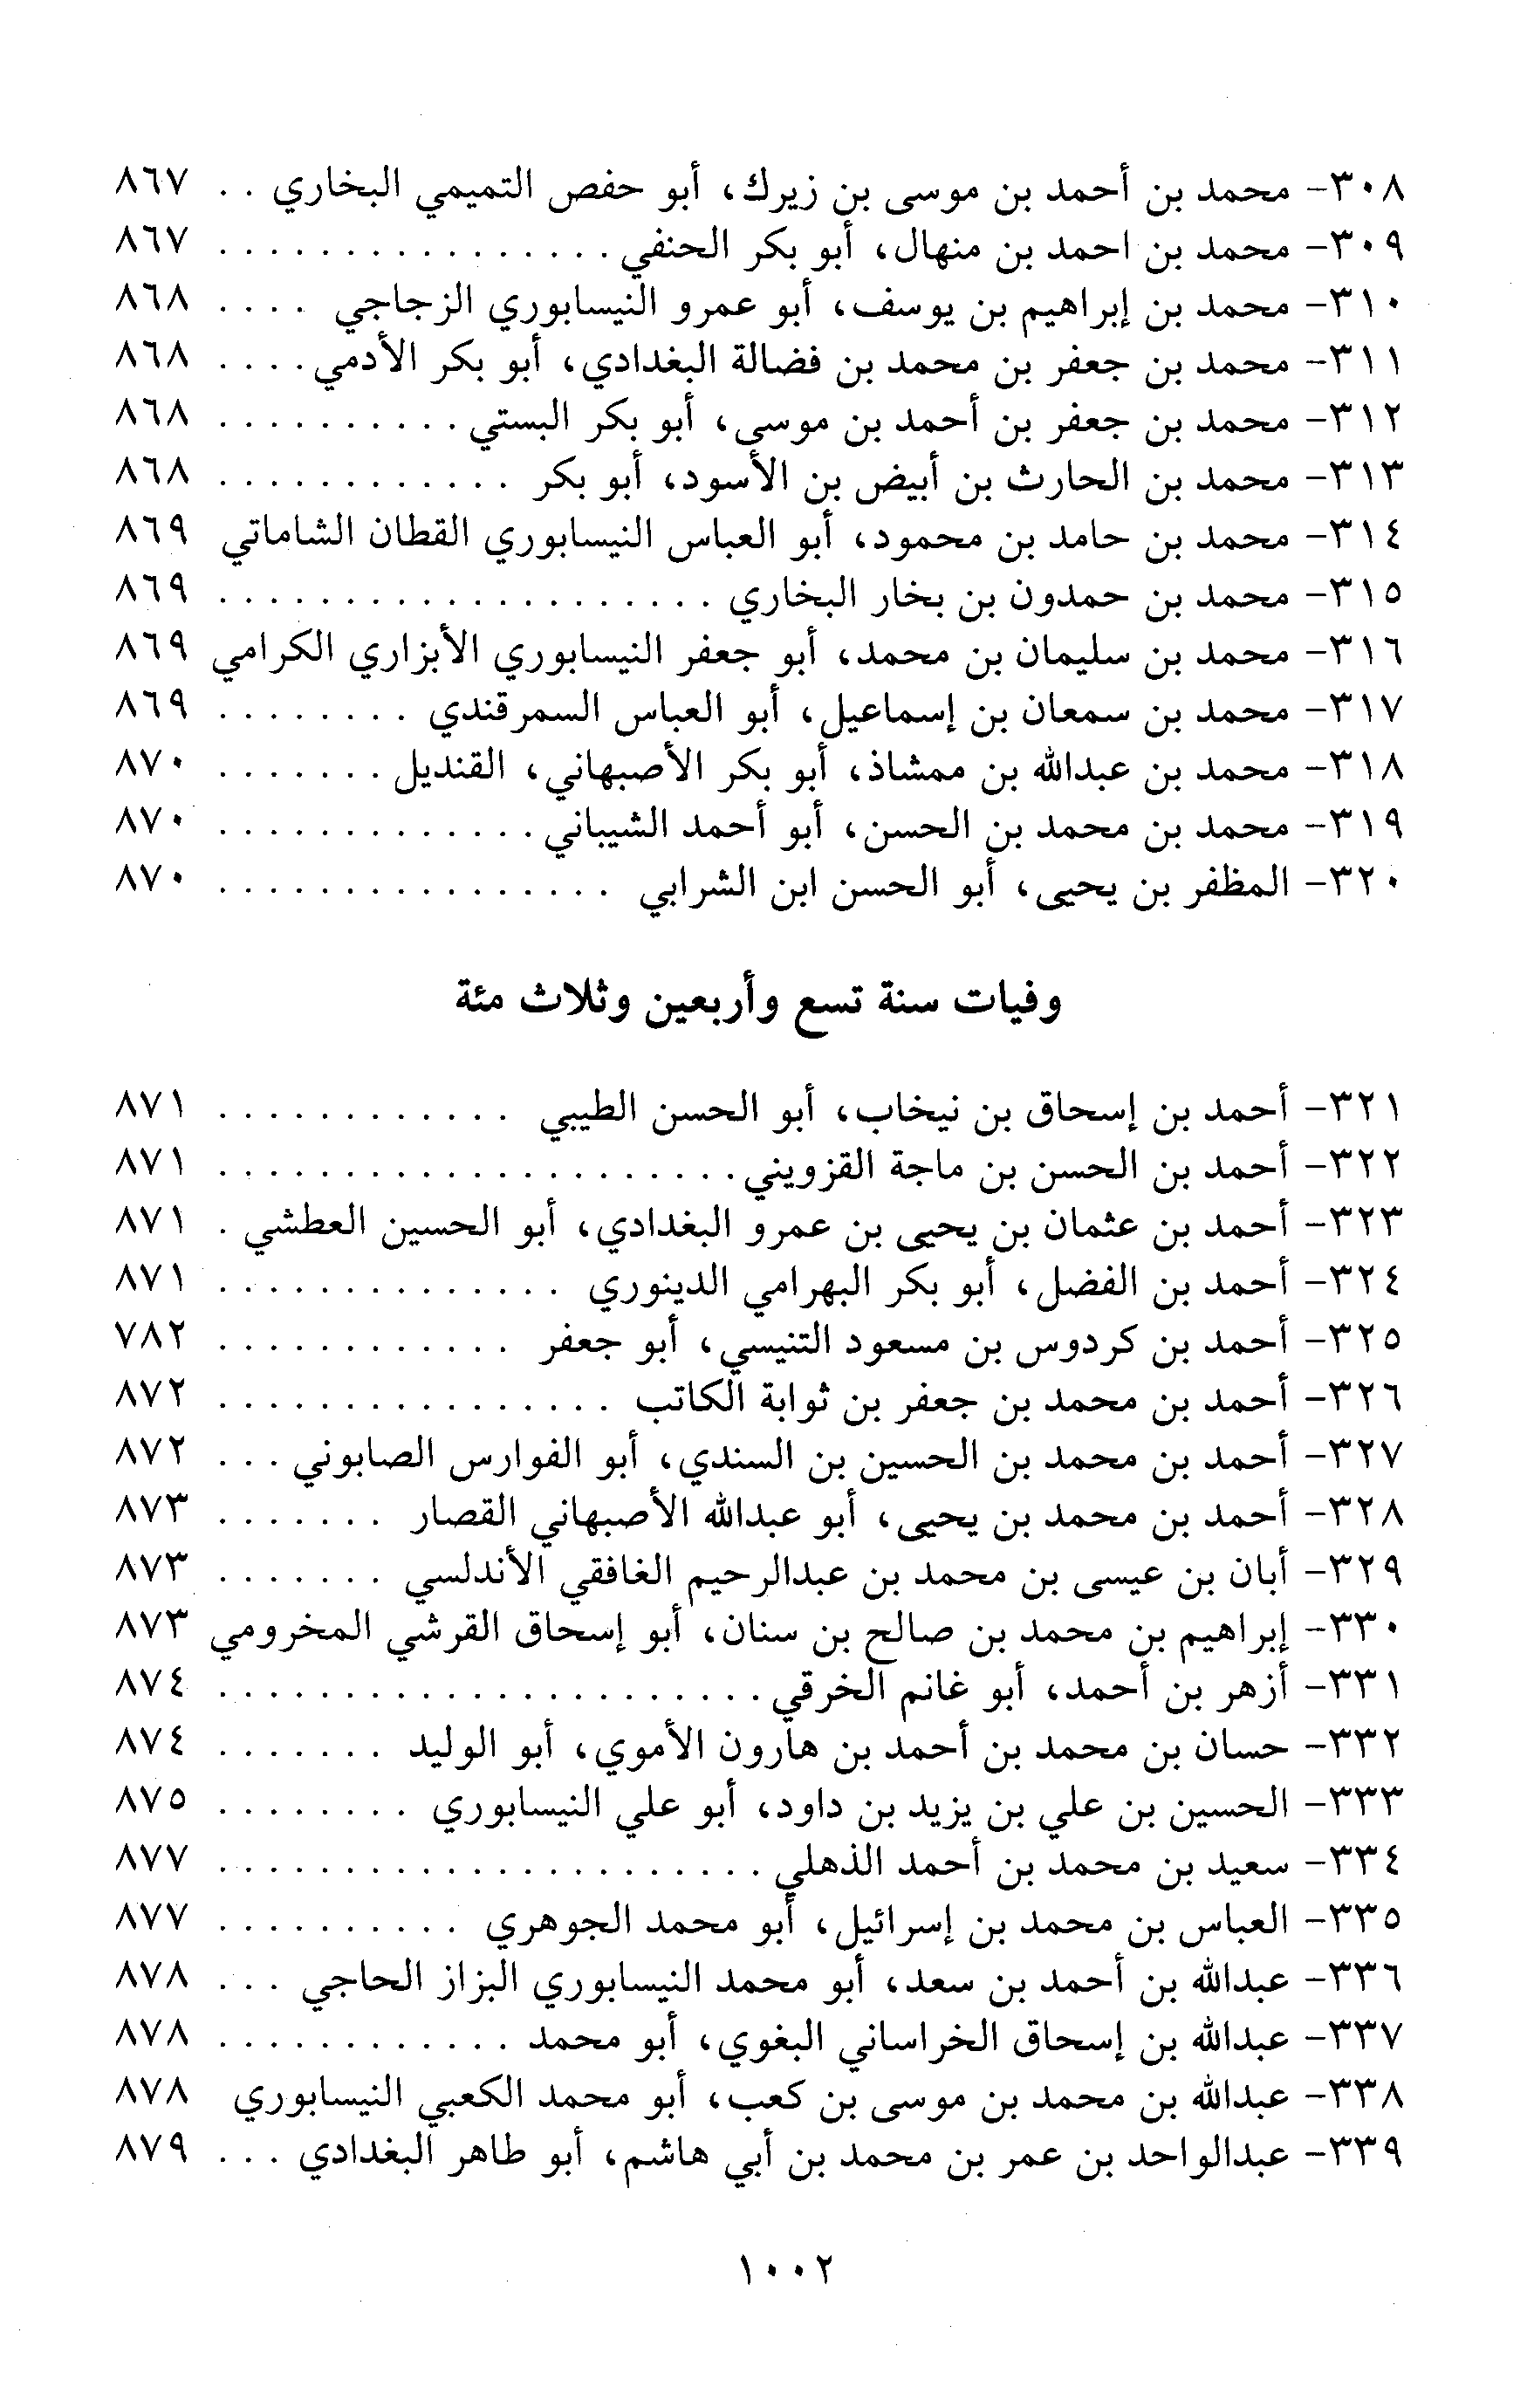 ٣٠٨- محمد بن أحمد بن موسى بن زيرك، أبو حفص التميمي البخاري . . ٨٦٧
٣٠٩- محمد بن احمد بن منهال، أبو بكر الحنفي . . . . . . . . . . . . . . . . ٨٦٧
٣١٠- محمد بن إبراهيم بن يوسف، أبو عمرو النيسابوري الزجاجي . . . . ٨٦٨
٣١١- محمد بن جعفر بن محمد بن فضالة البغدادي، أبو بكر الأدمي . . . . ٨٦٨
٣١٢- محمد بن جعفر بن أحمد بن موسى، أبو بكر البستي . . . . . . . . . . ٨٦٨
٣١٣- محمد بن الحارث بن أبيض بن الأسود، أبو بكر . . . . . . . . . . . . ٨٦٨
٣١٤- محمد بن حامد بن محمود، أبو العباس النيسابوري القطان الشاماتي ٨٦٩
٣١٥- محمد بن حمدون بن بخار البخاري . . . . . . . . . . . . . . . . . . . . ٨٦٩
٣١٦- محمد بن سليمان بن محمد، أبو جعفر النيسابوري الأبزاري الكرامي ٨٦٩
٣١٧- محمد بن سمعان بن إسماعيل، أبو العباس السمرقندي . . . . . . . . ٨٦٩
٣١٨- محمد بن عبدالله بن ممشاذ، أبو بكر الأصبهاني، القنديل . . . . . . . ٨٧٠
٣١٩- محمد بن محمد بن الحسن، أبو أحمد الشيباني . . . . . . . . . . . . . ٨٧٠
٣٢٠- المظفر بن يحيى، أبو الحسن ابن الشرابي . . . . . . . . . . . . . . . . ٨٧٠
وفيات سنة تسع وأربعين وثلاث مئة
٣٢١- أحمد بن إسحاق بن نيخاب، أبو الحسن الطيبي . . . . . . . . . . . . ٨٧١
٣٢٢- أحمد بن الحسن بن ماجة القزويني . . . . . . . . . . . . . . . . . . . . . ٨٧١
٣٢٣- أحمد بن عثمان بن يحيى بن عمرو البغدادي، أبو الحسين العطشي . ٨٧١
٣٢٤- أحمد بن الفضل، أبو بكر البهرامي الدينوري . . . . . . . . . . . . . . ٨٧١
٣٢٥- أحمد بن كردوس بن مسعود التنيسي، أبو جعفر . . . . . . . . . . . . ٧٨٢
٣٢٦- أحمد بن محمد بن جعفر بن ثوابة الكاتب . . . . . . . . . . . . . . . . ٨٧٢
٣٢٧- أحمد بن محمد بن الحسين بن السندي، أبو الفوارس الصابوني . . . ٨٧٢
٣٢٨- أحمد بن محمد بن يحيى، أبو عبدالله الأصبهاني القصار . . . . . . . ٨٧٣
٣٢٩- أبان بن عيسى بن محمد بن عبدالرحيم الغافقي الأندلسي . . . . . . . ٨٧٣
٣٣٠- إبراهيم بن محمد بن صالح بن سنان، أبو إسحاق القرشي المخرومي ٨٧٣
٣٣١- أزهر بن أحمد، أبو غانم الخرقي . . . . . . . . . . . . . . . . . . . . . . ٨٧٤
٣٣٢- حسان بن محمد بن أحمد بن هارون الأموي، أبو الوليد . . . . . . . ٨٧٤
٣٣٣- الحسين بن علي بن يزيد بن داود، أبو علي النيسابوري . . . . . . . . ٨٧٥
٣٣٤- سعيد بن محمد بن أحمد الذهلي . . . . . . . . . . . . . . . . . . . . . . ٨٧٧
٣٣٥- العباس بن محمد بن إسرائيل، أبو محمد الجوهري . . . . . . . . . . ٨٧٧
٣٣٦- عبدالله بن أحمد بن سعد، أبو محمد النيسابوري البزاز الحاجي . . . ٨٧٨
٣٣٧- عبدالله بن إسحاق الخراساني البغوي، أبو محمد . . . . . . . . . . . . ٨٧٨
٣٣٨- عبدالله بن محمد بن موسى بن كعب، أبو محمد الكعبي النيسابوري ٨٧٨
٣٣٩- عبدالواحد بن عمر بن محمد بن أبي هاشم، أبو طاهر البغدادي . . . ٨٧٩
١٠٠٢